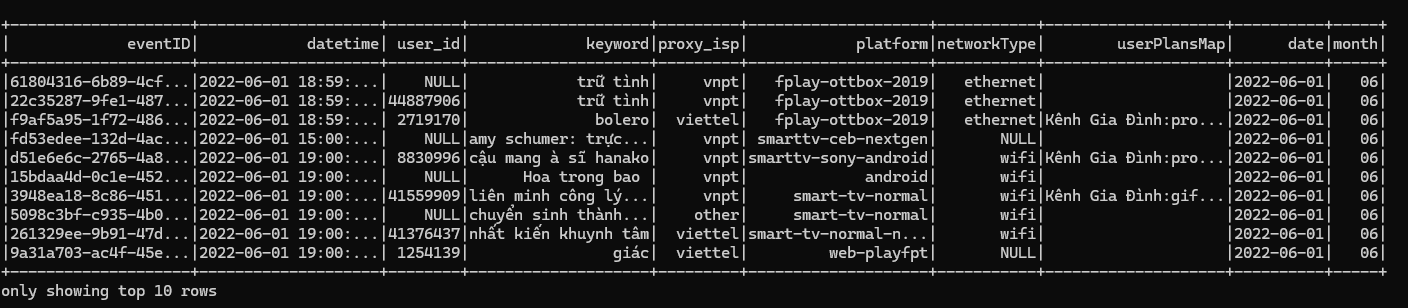 +--------------------+--------------------+--------+--------------------+---------+--------------------+-----------+--------------------+----------+-----+
|             eventID|            datetime| user_id|             keyword|proxy_isp|            platform|networkType|        userPlansMap|      date|month|
+--------------------+--------------------+--------+--------------------+---------+--------------------+-----------+--------------------+----------+-----+
|61804316-6b89-4cf...|2022-06-01 18:59:...|    NULL|            trữ tình|     vnpt|   fplay-ottbox-2019|   ethernet|                    |2022-06-01|   06|
|22c35287-9fe1-487...|2022-06-01 18:59:...|44887906|            trữ tình|     vnpt|   fplay-ottbox-2019|   ethernet|                    |2022-06-01|   06|
|f9af5a95-1f72-486...|2022-06-01 18:59:...| 2719170|              bolero|  viettel|   fplay-ottbox-2019|   ethernet|Kênh Gia Đình:pro...|2022-06-01|   06|
|fd53edee-132d-4ac...|2022-06-01 15:00:...|    NULL|amy schumer: trực...|     vnpt| smarttv-ceb-nextgen|       NULL|                    |2022-06-01|   06|
|d51e6e6c-2765-4a8...|2022-06-01 19:00:...| 8830996|cậu mang à sĩ hanako|     vnpt|smarttv-sony-android|       wifi|Kênh Gia Đình:pro...|2022-06-01|   06|
|15bdaa4d-0c1e-452...|2022-06-01 19:00:...|    NULL|      Hoa trong bao |     vnpt|             android|       wifi|                    |2022-06-01|   06|
|3948ea18-8c86-451...|2022-06-01 19:00:...|41559909|liên minh công lý...|     vnpt|     smart-tv-normal|       wifi|Kênh Gia Đình:gif...|2022-06-01|   06|
|5098c3bf-c935-4b0...|2022-06-01 19:00:...|    NULL|chuyển sinh thành...|    other|     smart-tv-normal|       wifi|                    |2022-06-01|   06|
|261329ee-9b91-47d...|2022-06-01 19:00:...|41376437|nhất kiến khuynh tâm|  viettel|smart-tv-normal-n...|       wifi|                    |2022-06-01|   06|
|9a31a703-ac4f-45e...|2022-06-01 19:00:...| 1254139|                giác|  viettel|         web-playfpt|       NULL|                    |2022-06-01|   06|
+--------------------+--------------------+--------+--------------------+---------+--------------------+-----------+--------------------+----------+-----+
only showing top 10 rows